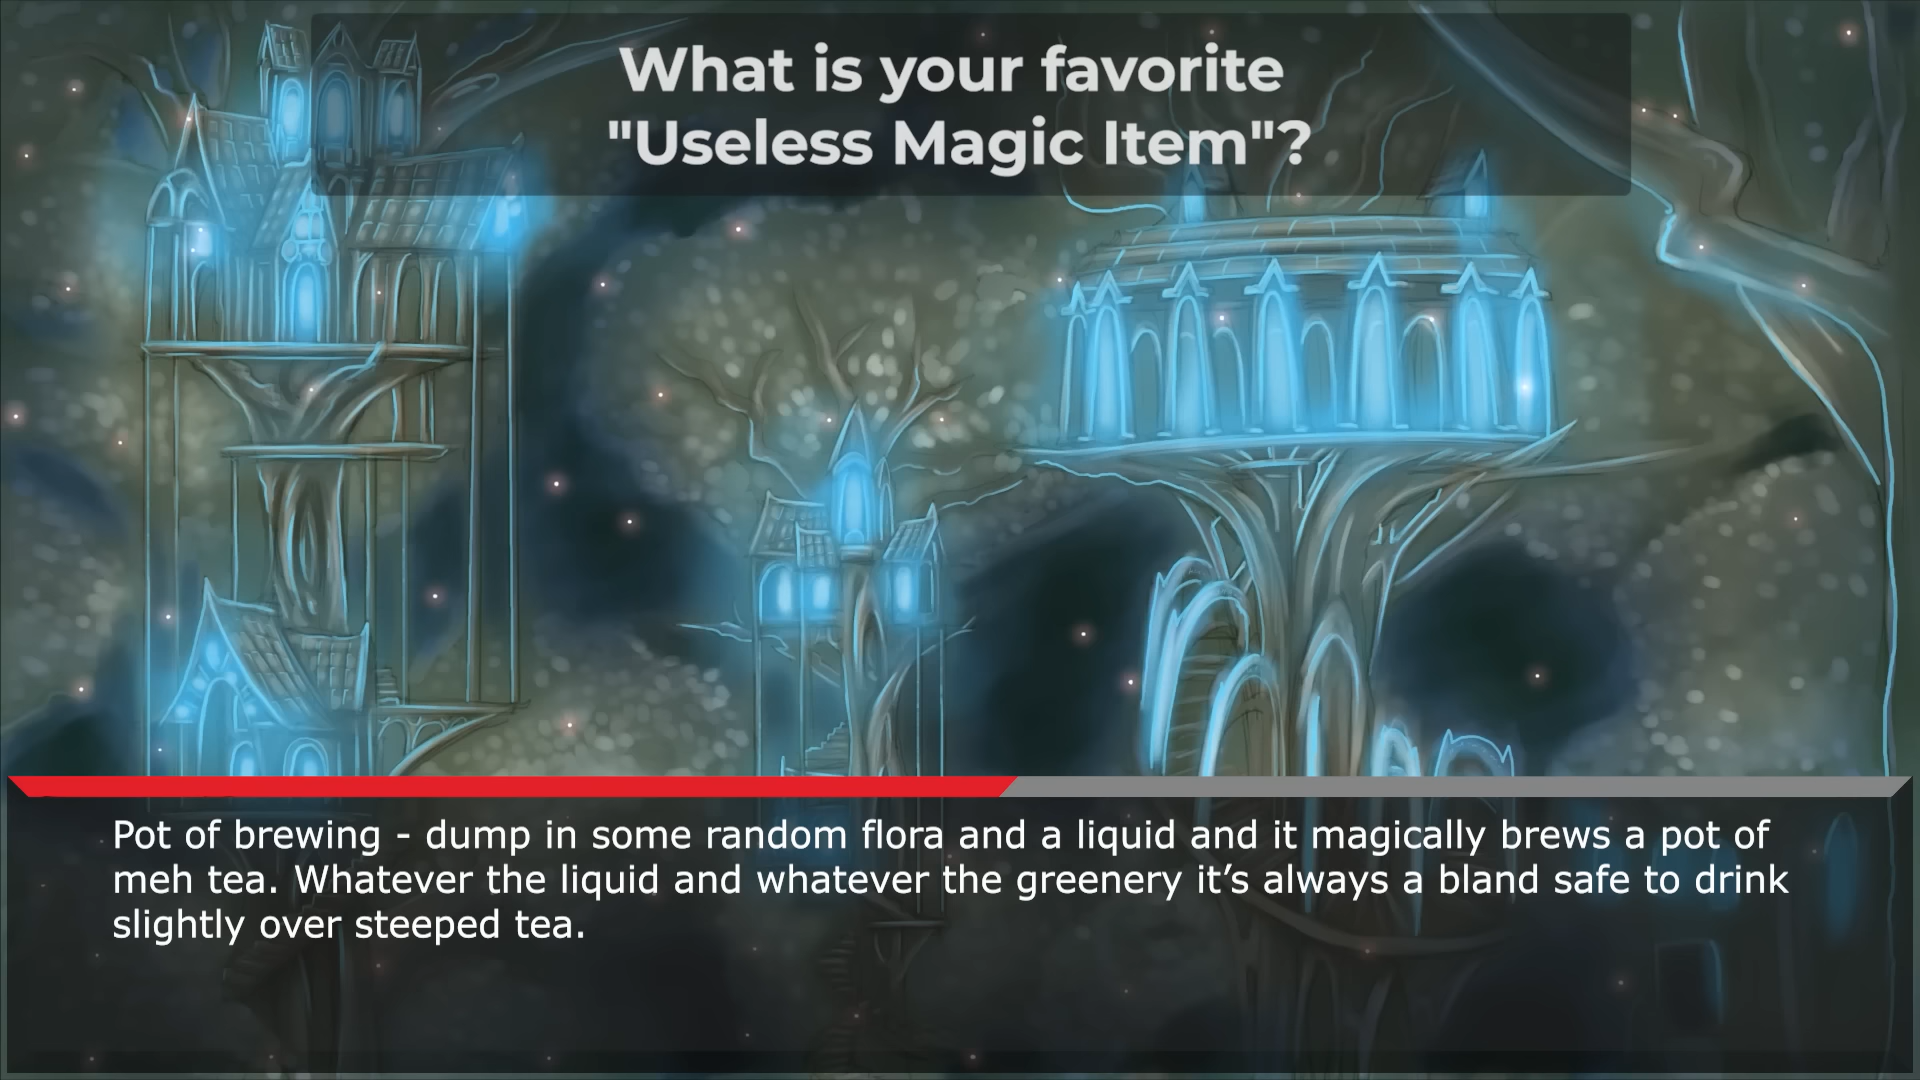 What is your favorite
"Useless Magic Item"?
Pot of brewing - dump in some random flora and a liquid and it magically brews a pot of
meh tea. Whatever the liquid and whatever the greenery it’s always a bland safe to drink
slightly over steeped tea.